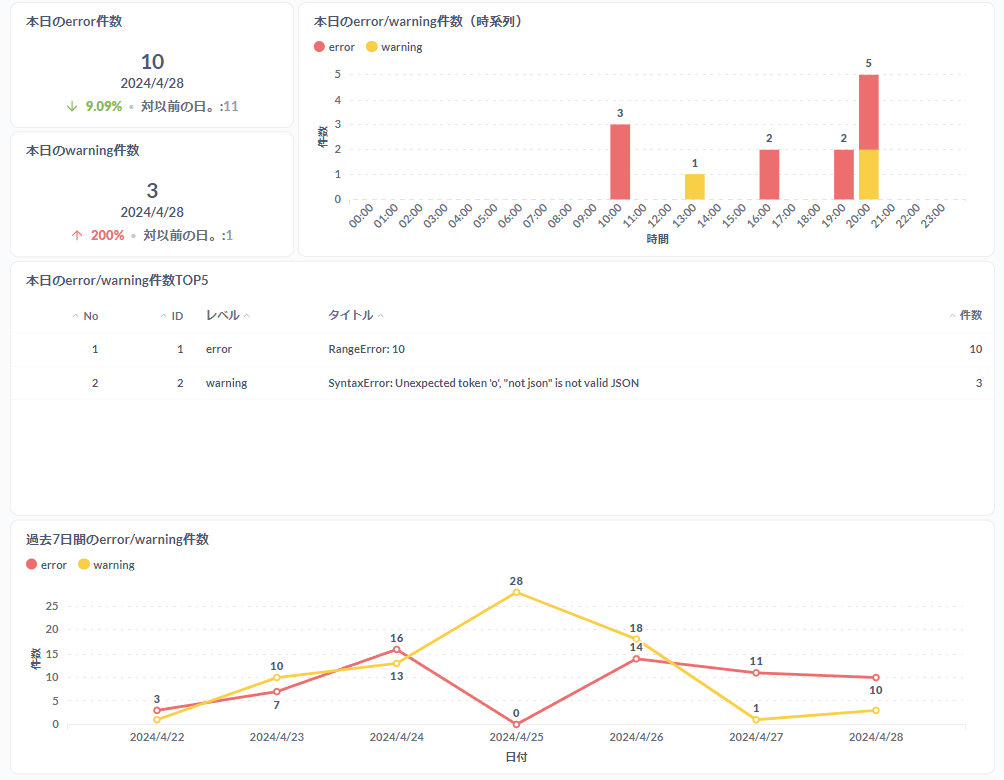 本日のerror件数
10
2024/4/28
↓ 9.09% • 対以前の日。:11
本日のwarning件数
3
2024/4/28
↑ 200% • 対以前の日。:1
本日のerror/warning件数（時系列）
error warning
件数
5
4
3
2
1
0
3
1
2
2
5
00:00 01:00 02:00 03:00 04:00 05:00 06:00 07:00 08:00 09:00 10:00 11:00 12:00 13:00 14:00 15:00 16:00 17:00 18:00 19:00 20:00 21:00 22:00 23:00
時間
本日のerror/warning件数TOP5
No ID レベル タイトル 件数
1 1 error RangeError: 10 10
2 2 warning SyntaxError: Unexpected token 'o', "not json" is not valid JSON 3
過去7日間のerror/warning件数
error warning
件数
25
20
15
10
5
0
3
10
7
16
13
28
0
18
14
11
1
10
2024/4/22 2024/4/23 2024/4/24 2024/4/25 2024/4/26 2024/4/27 2024/4/28
日付